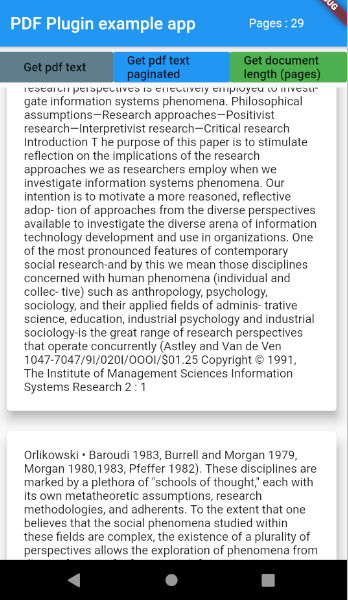 PDF Plugin example app
Pages : 29
Get pdf text
Get pdf text
paginated
Get document
length (pages)
research perspectives is effectively employed to investi-
gate information systems phenomena. Philosophical
assumptions—Research approaches—Positivist
research—Interpretivist research—Critical research
Introduction T he purpose of this paper is to stimulate
reflection on the implications of the research
approaches we as researchers employ when we
investigate information systems phenomena. Our
intention is to motivate a more reasoned, reflective
adop- tion of approaches from the diverse perspectives
available to investigate the diverse arena of information
technology development and use in organizations. One
of the most pronounced features of contemporary
social research-and by this we mean those disciplines
concerned with human phenomena (individual and
collec- tive) such as anthropology, psychology,
sociology, and their applied fields of adminis- trative
science, education, industrial psychology and industrial
sociology-is the great range of research perspectives
that operate concurrently (Astley and Van de Ven
1047-7047/9I/020I/OOOI/$01.25 Copyright © 1991,
The Institute of Management Sciences Information
Systems Research 2 : 1
Orlikowski • Baroudi 1983, Burrell and Morgan 1979,
Morgan 1980,1983, Pfeffer 1982). These disciplines are
marked by a plethora of "schools of thought," each with
its own metatheoretic assumptions, research
methodologies, and adherents. To the extent that one
believes that the social phenomena studied within
these fields are complex, the existence of a plurality of
perspectives allows the exploration of phenomena from